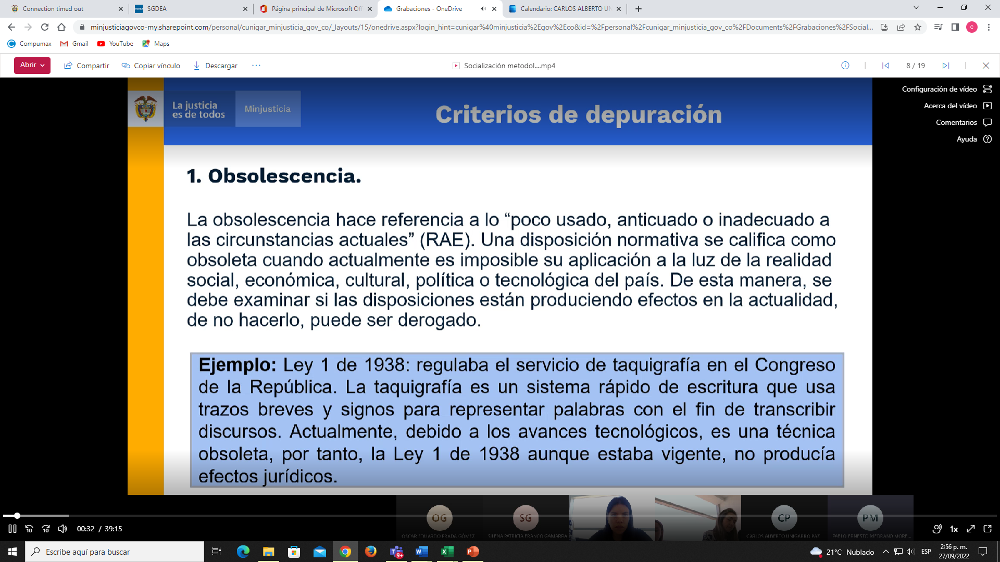 Connection timed out
SGDEA
Página principal de Microsoft Of
Grabaciones - OneDrive
Calendario: CARLOS ALBERTO UN
minjusticiagovco-my.sharepoint.com/personal/cunigar_minjusticia_gov_co/_layouts/15/onedrive.aspx?login_hint=cunigar%40minjusticia%2Egov%2Eco&id=%2Fpersonal%2Fcunigar_minjusticia_gov_co%2FDocuments%2FGrabaciones%2FSocial...
c
Compumax
Gmail
YouTube
Maps
Abrir
Compartir
Copiar vínculo
Descargar
...
Socialización metodol....mp4
8 / 19
Configuración de vídeo
Acerca del vídeo
Comentarios
Ayuda
La justicia
es de todos
Minjusticia
Criterios de depuración
1. Obsolescencia.
La obsolescencia hace referencia a lo “poco usado, anticuado o inadecuado a
las circunstancias actuales” (RAE). Una disposición normativa se califica como
obsoleta cuando actualmente es imposible su aplicación a la luz de la realidad
social, económica, cultural, política o tecnológica del país. De esta manera, se
debe examinar si las disposiciones están produciendo efectos en la actualidad,
de no hacerlo, puede ser derogado.
Ejemplo: Ley 1 de 1938: regulaba el servicio de taquigrafía en el Congreso
de la República. La taquigrafía es un sistema rápido de escritura que usa
trazos breves y signos para representar palabras con el fin de transcribir
discursos. Actualmente, debido a los avances tecnológicos, es una técnica
obsoleta, por tanto, la Ley 1 de 1938 aunque estaba vigente, no producía
efectos jurídicos.
OG
SG
CP
PM
OSCAR EDUARDO PRADA GÓMEZ
SILENA PATRICIA FRANCO GAMARRA
CARLOS ALBERTO UNIGARRO PAZ
PABLO ERNESTO MEDRANO MORE...
10
10
00:32 / 39:15
1x
Escribe aquí para buscar
9+
21°C Nublado
ESP
2:56 p. m.
27/09/2022